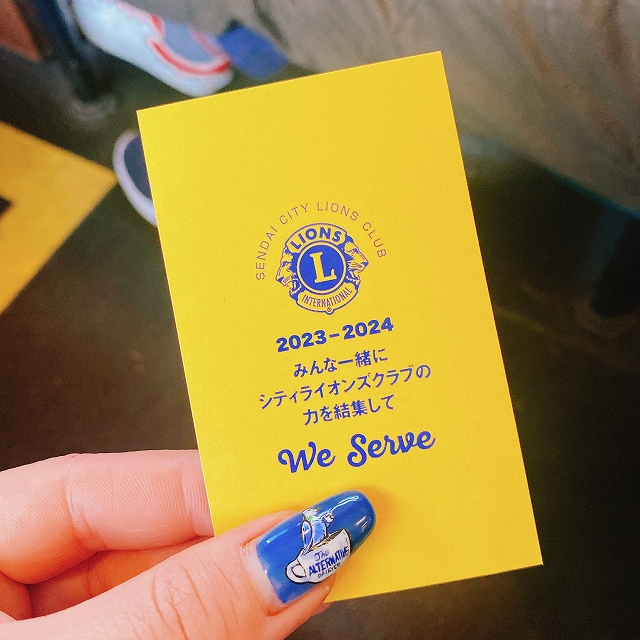 SENDAI CITY LIONS CLUB
LIONS
L
INTERNATIONAL
2023-2024
みんな一緒に
シティライオンズクラブの
力を結集して
We Serve
The
ALTERNATIVE